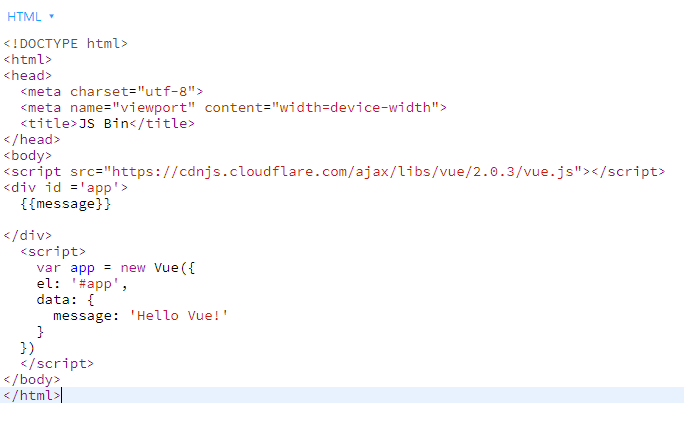 HTML ▾
<!DOCTYPE html>
<html>
<head>
  <meta charset="utf-8">
  <meta name="viewport" content="width=device-width">
  <title>JS Bin</title>
</head>
<body>
<script src="https://cdnjs.cloudflare.com/ajax/libs/vue/2.0.3/vue.js"></script>
<div id ='app'>
  {{message}}

</div>
  <script>
    var app = new Vue({
    el: '#app',
    data: {
      message: 'Hello Vue!'
    }
  })
  </script>
</body>
</html>